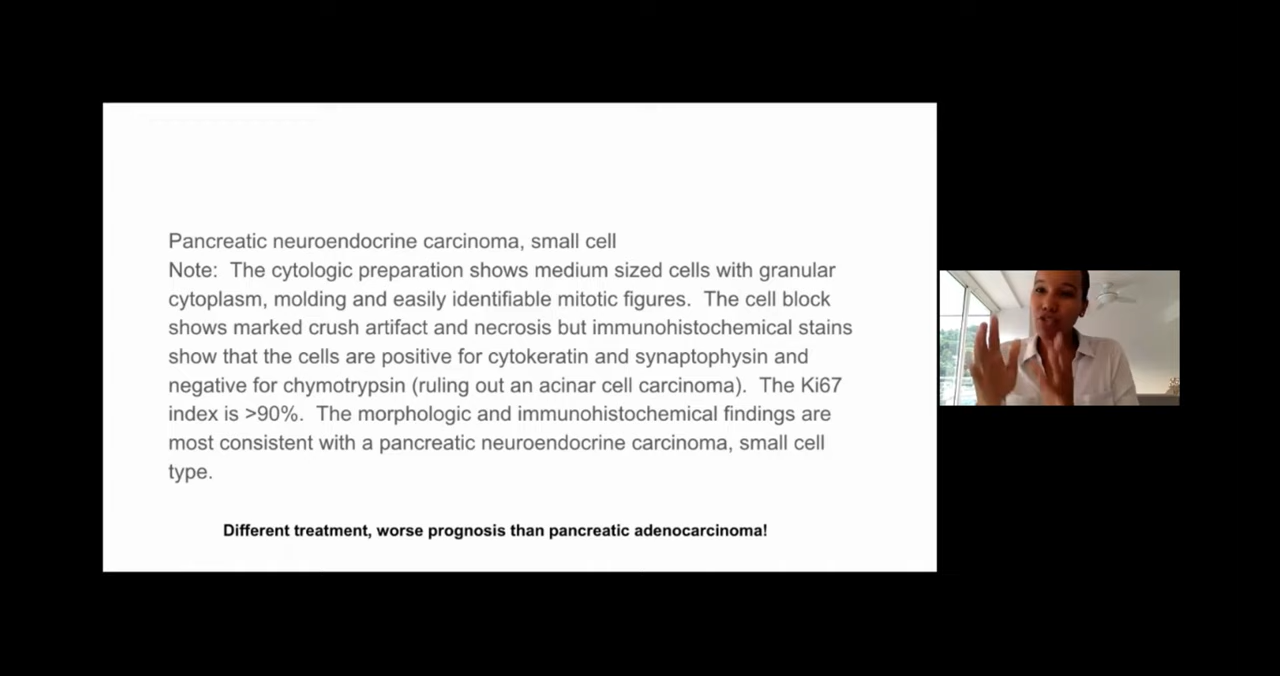 Pancreatic neuroendocrine carcinoma, small cell
Note:  The cytologic preparation shows medium sized cells with granular
cytoplasm, molding and easily identifiable mitotic figures.  The cell block
shows marked crush artifact and necrosis but immunohistochemical stains
show that the cells are positive for cytokeratin and synaptophysin and
negative for chymotrypsin (ruling out an acinar cell carcinoma).  The Ki67
index is >90%.  The morphologic and immunohistochemical findings are
most consistent with a pancreatic neuroendocrine carcinoma, small cell
type.
Different treatment, worse prognosis than pancreatic adenocarcinoma!